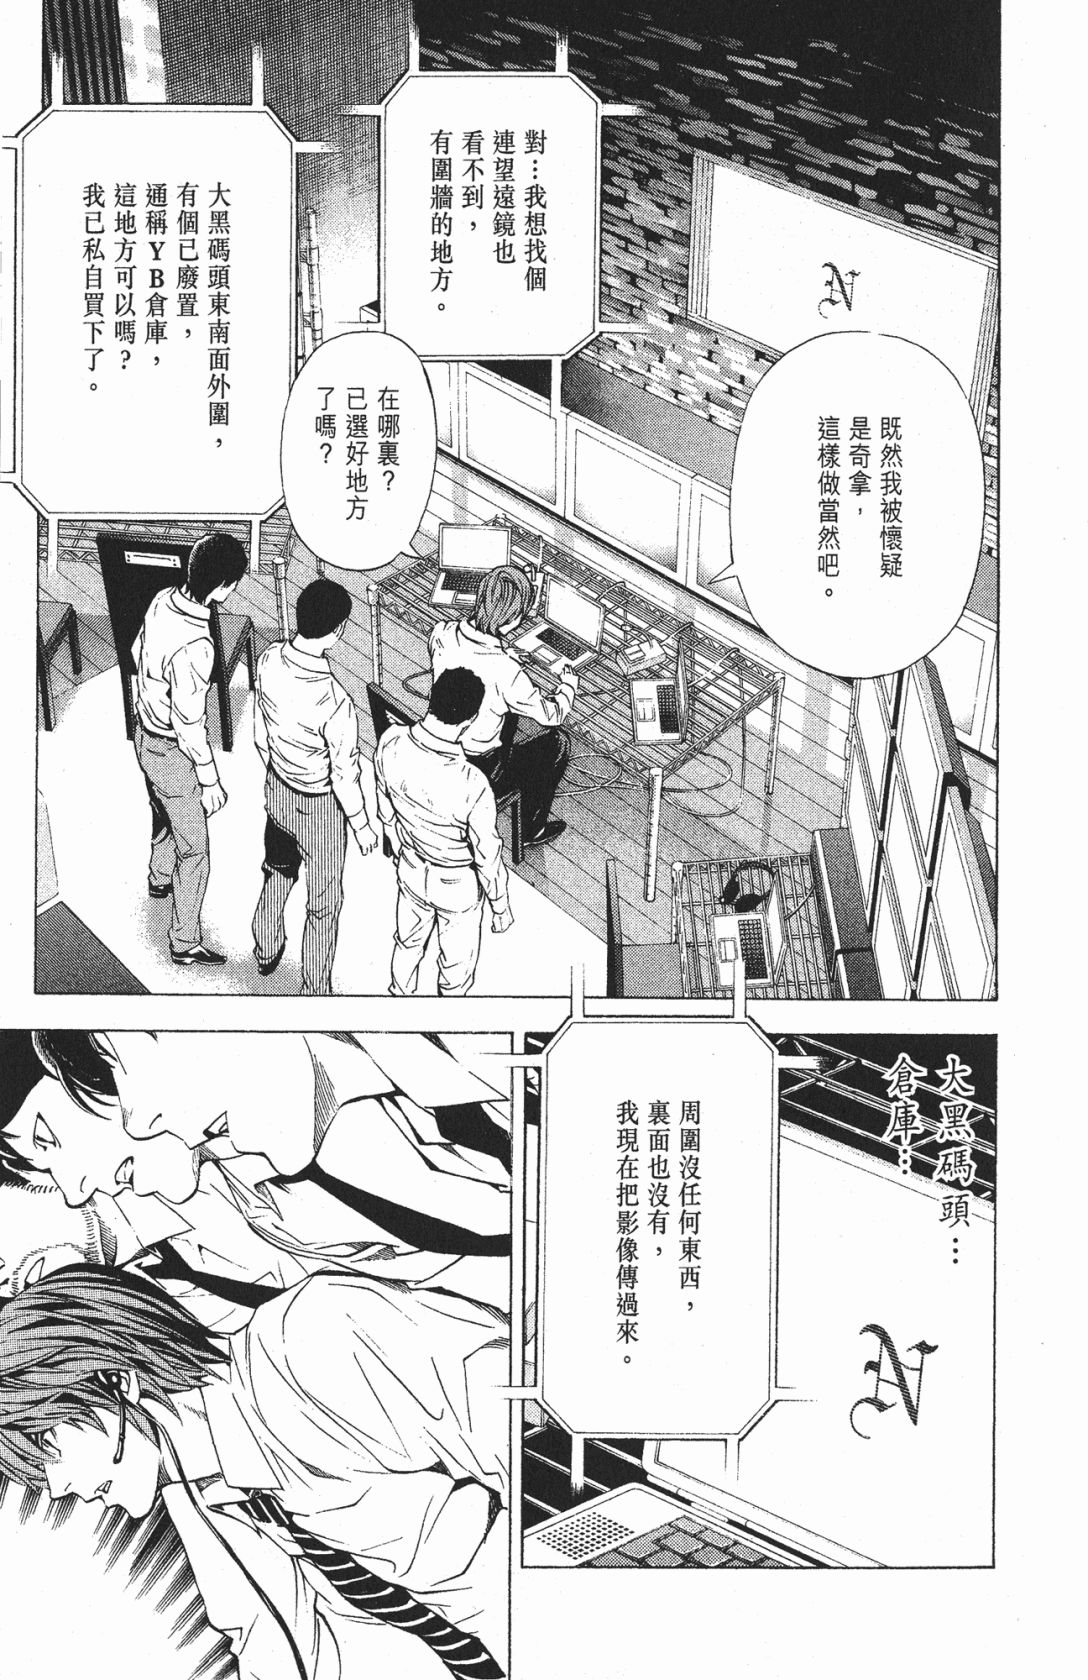 既然我被懷疑
是奇拿，
這樣做當然吧。
對…我想找個
連望遠鏡也
看不到，
有圍牆的地方。
在哪裏？
已選好地方
了嗎？
大黑碼頭東南面外圍，
有個已廢置，
通稱YB倉庫，
這地方可以嗎？
我已私自買下了。
N
大黑碼頭…
倉庫…
周圍沒任何東西，
裏面也沒有，
我現在把影像傳過來。
N